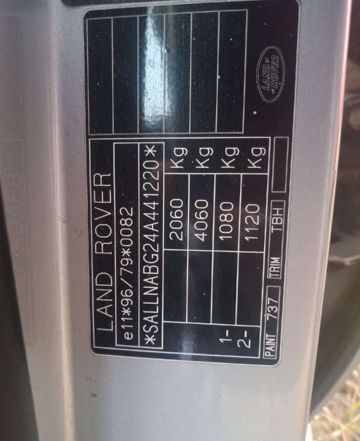 LAND ROVER
e11*96/79*0082
*SALLNABG24A441220*
2060 Kg
4060 Kg
1- 1080 Kg
2- 1120 Kg
PAINT 737 TRIM TBH
LAND
ROVER